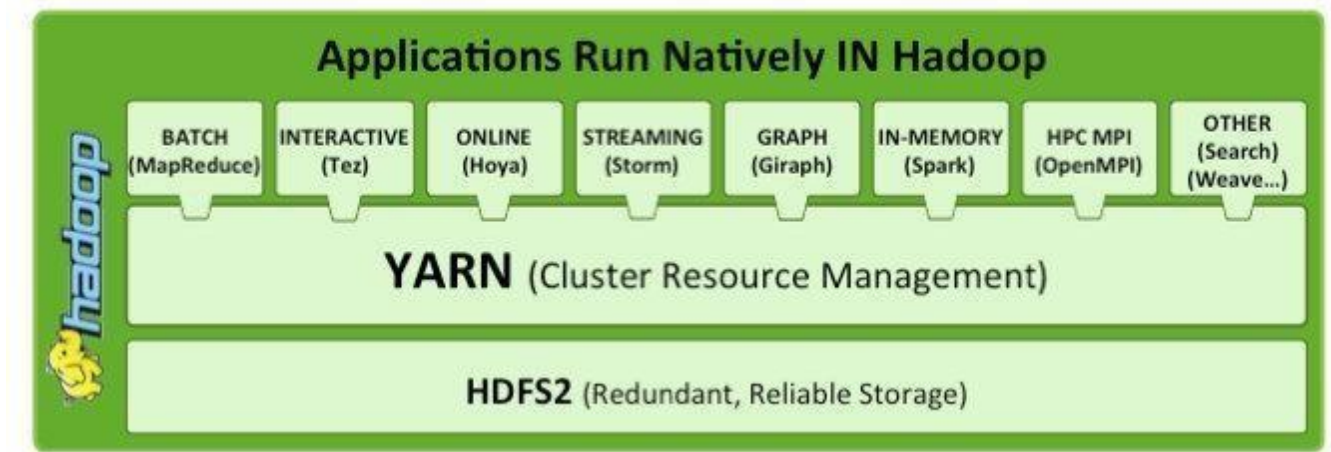 Applications Run Natively IN Hadoop
BATCH
(MapReduce)
INTERACTIVE
(Tez)
ONLINE
(Hoya)
STREAMING
(Storm)
GRAPH
(Giraph)
IN-MEMORY
(Spark)
HPC MPI
(OpenMPI)
OTHER
(Search)
(Weave...)
hadoop
YARN (Cluster Resource Management)
HDFS2 (Redundant, Reliable Storage)